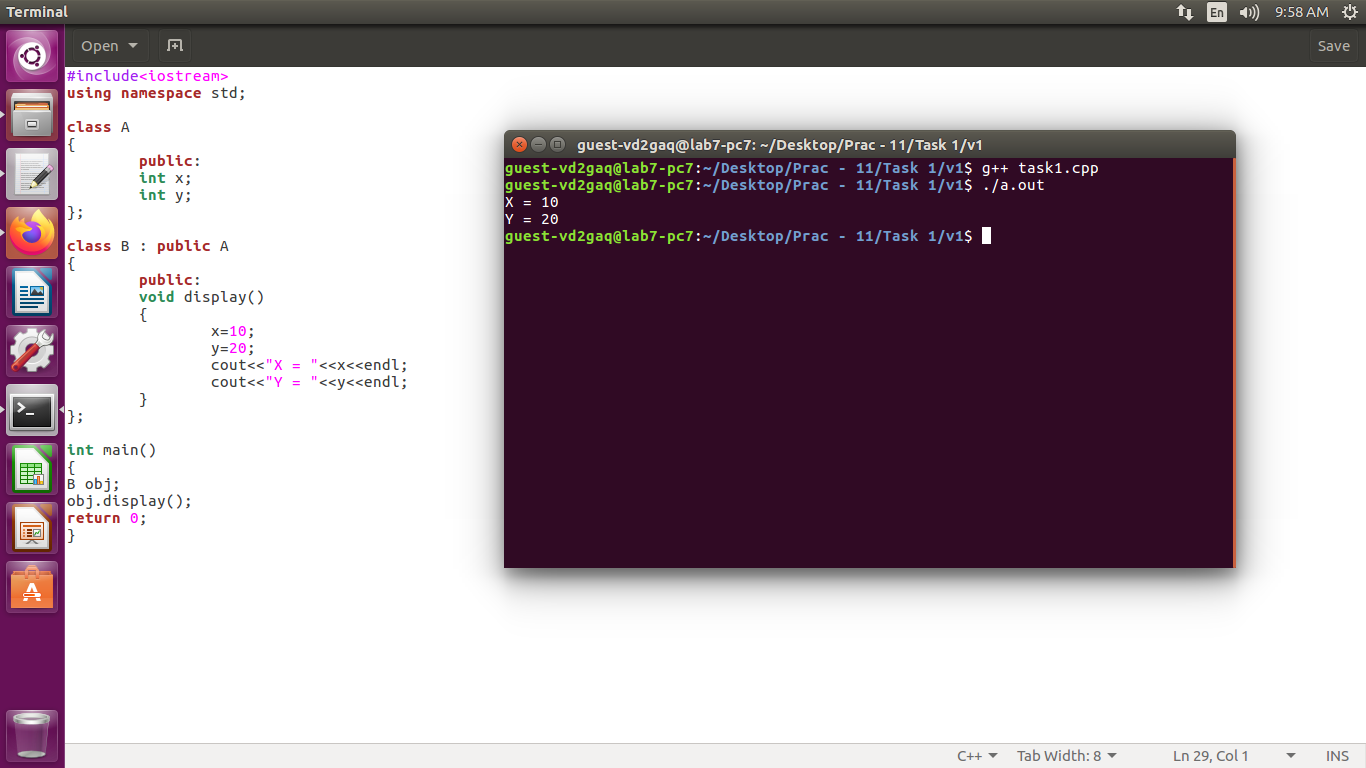 Terminal
En
9:58 AM
Open
Save
#include<iostream>
using namespace std;
class A
{
public:
int x;
int y;
};
class B : public A
{
public:
void display()
{
x=10;
y=20;
cout<<"X = "<<x<<endl;
cout<<"Y = "<<y<<endl;
}
};
int main()
{
B obj;
obj.display();
return 0;
}
guest-vd2gaq@lab7-pc7: ~/Desktop/Prac - 11/Task 1/v1
guest-vd2gaq@lab7-pc7:~/Desktop/Prac - 11/Task 1/v1$ g++ task1.cpp
guest-vd2gaq@lab7-pc7:~/Desktop/Prac - 11/Task 1/v1$ ./a.out
X = 10
Y = 20
guest-vd2gaq@lab7-pc7:~/Desktop/Prac - 11/Task 1/v1$
C++ Tab Width: 8 Ln 29, Col 1 INS